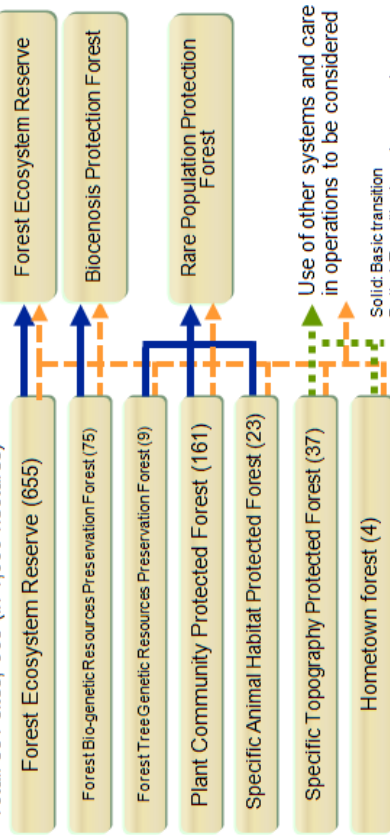 Forest Ecosystem Reserve (655)
Forest Bio-genetic Resources Preservation Forest (75)
Forest Tree Genetic Resources Preservation Forest (9)
Plant Community Protected Forest (161)
Specific Animal Habitat Protected Forest (23)
Specific Topography Protected Forest (37)
Hometown forest (4)
Forest Ecosystem Reserve
Biocenosis Protection Forest
Rare Population Protection
Forest
Use of other systems and care
in operations to be considered
Solid: Basic transition